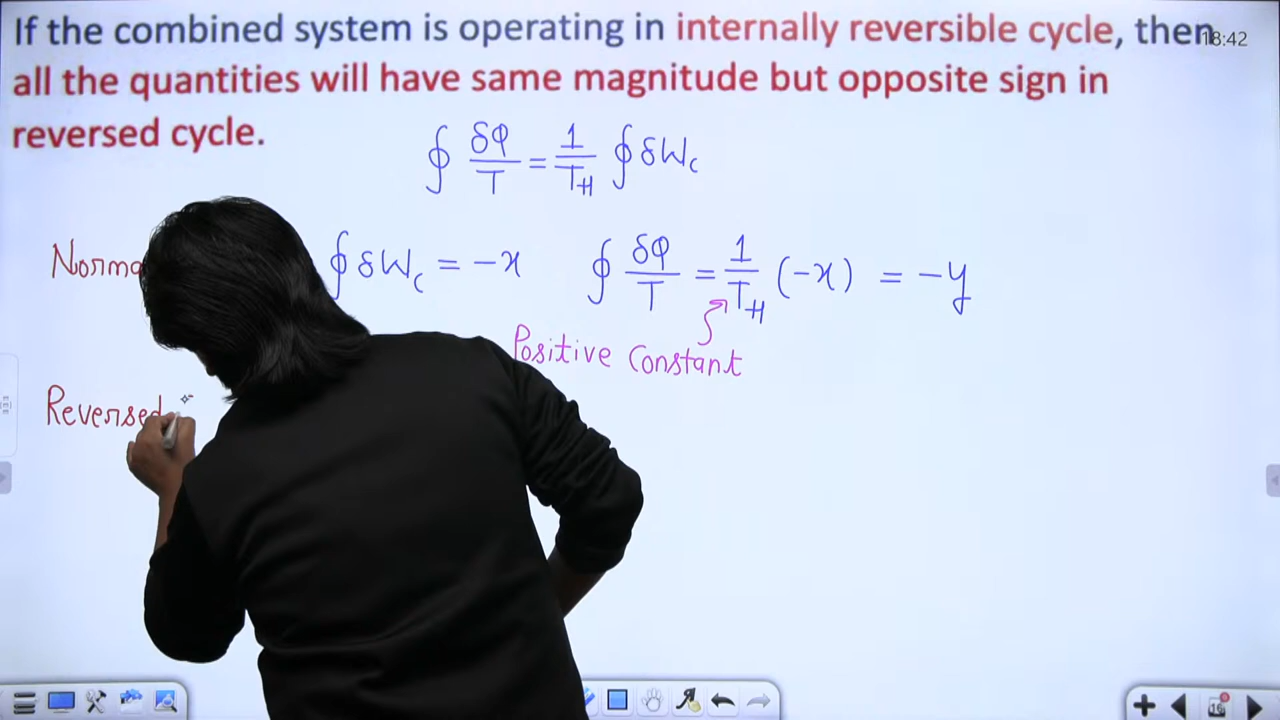 If the combined system is operating in internally reversible cycle, then
18:42
all the quantities will have same magnitude but opposite sign in
reversed cycle.
∮ δQ/T = 1/T_H ∮ δW_c
∮ δW_c = -x ∮ δQ/T = 1/T_H (-x) = -y
Positive Constant
Reversed
16